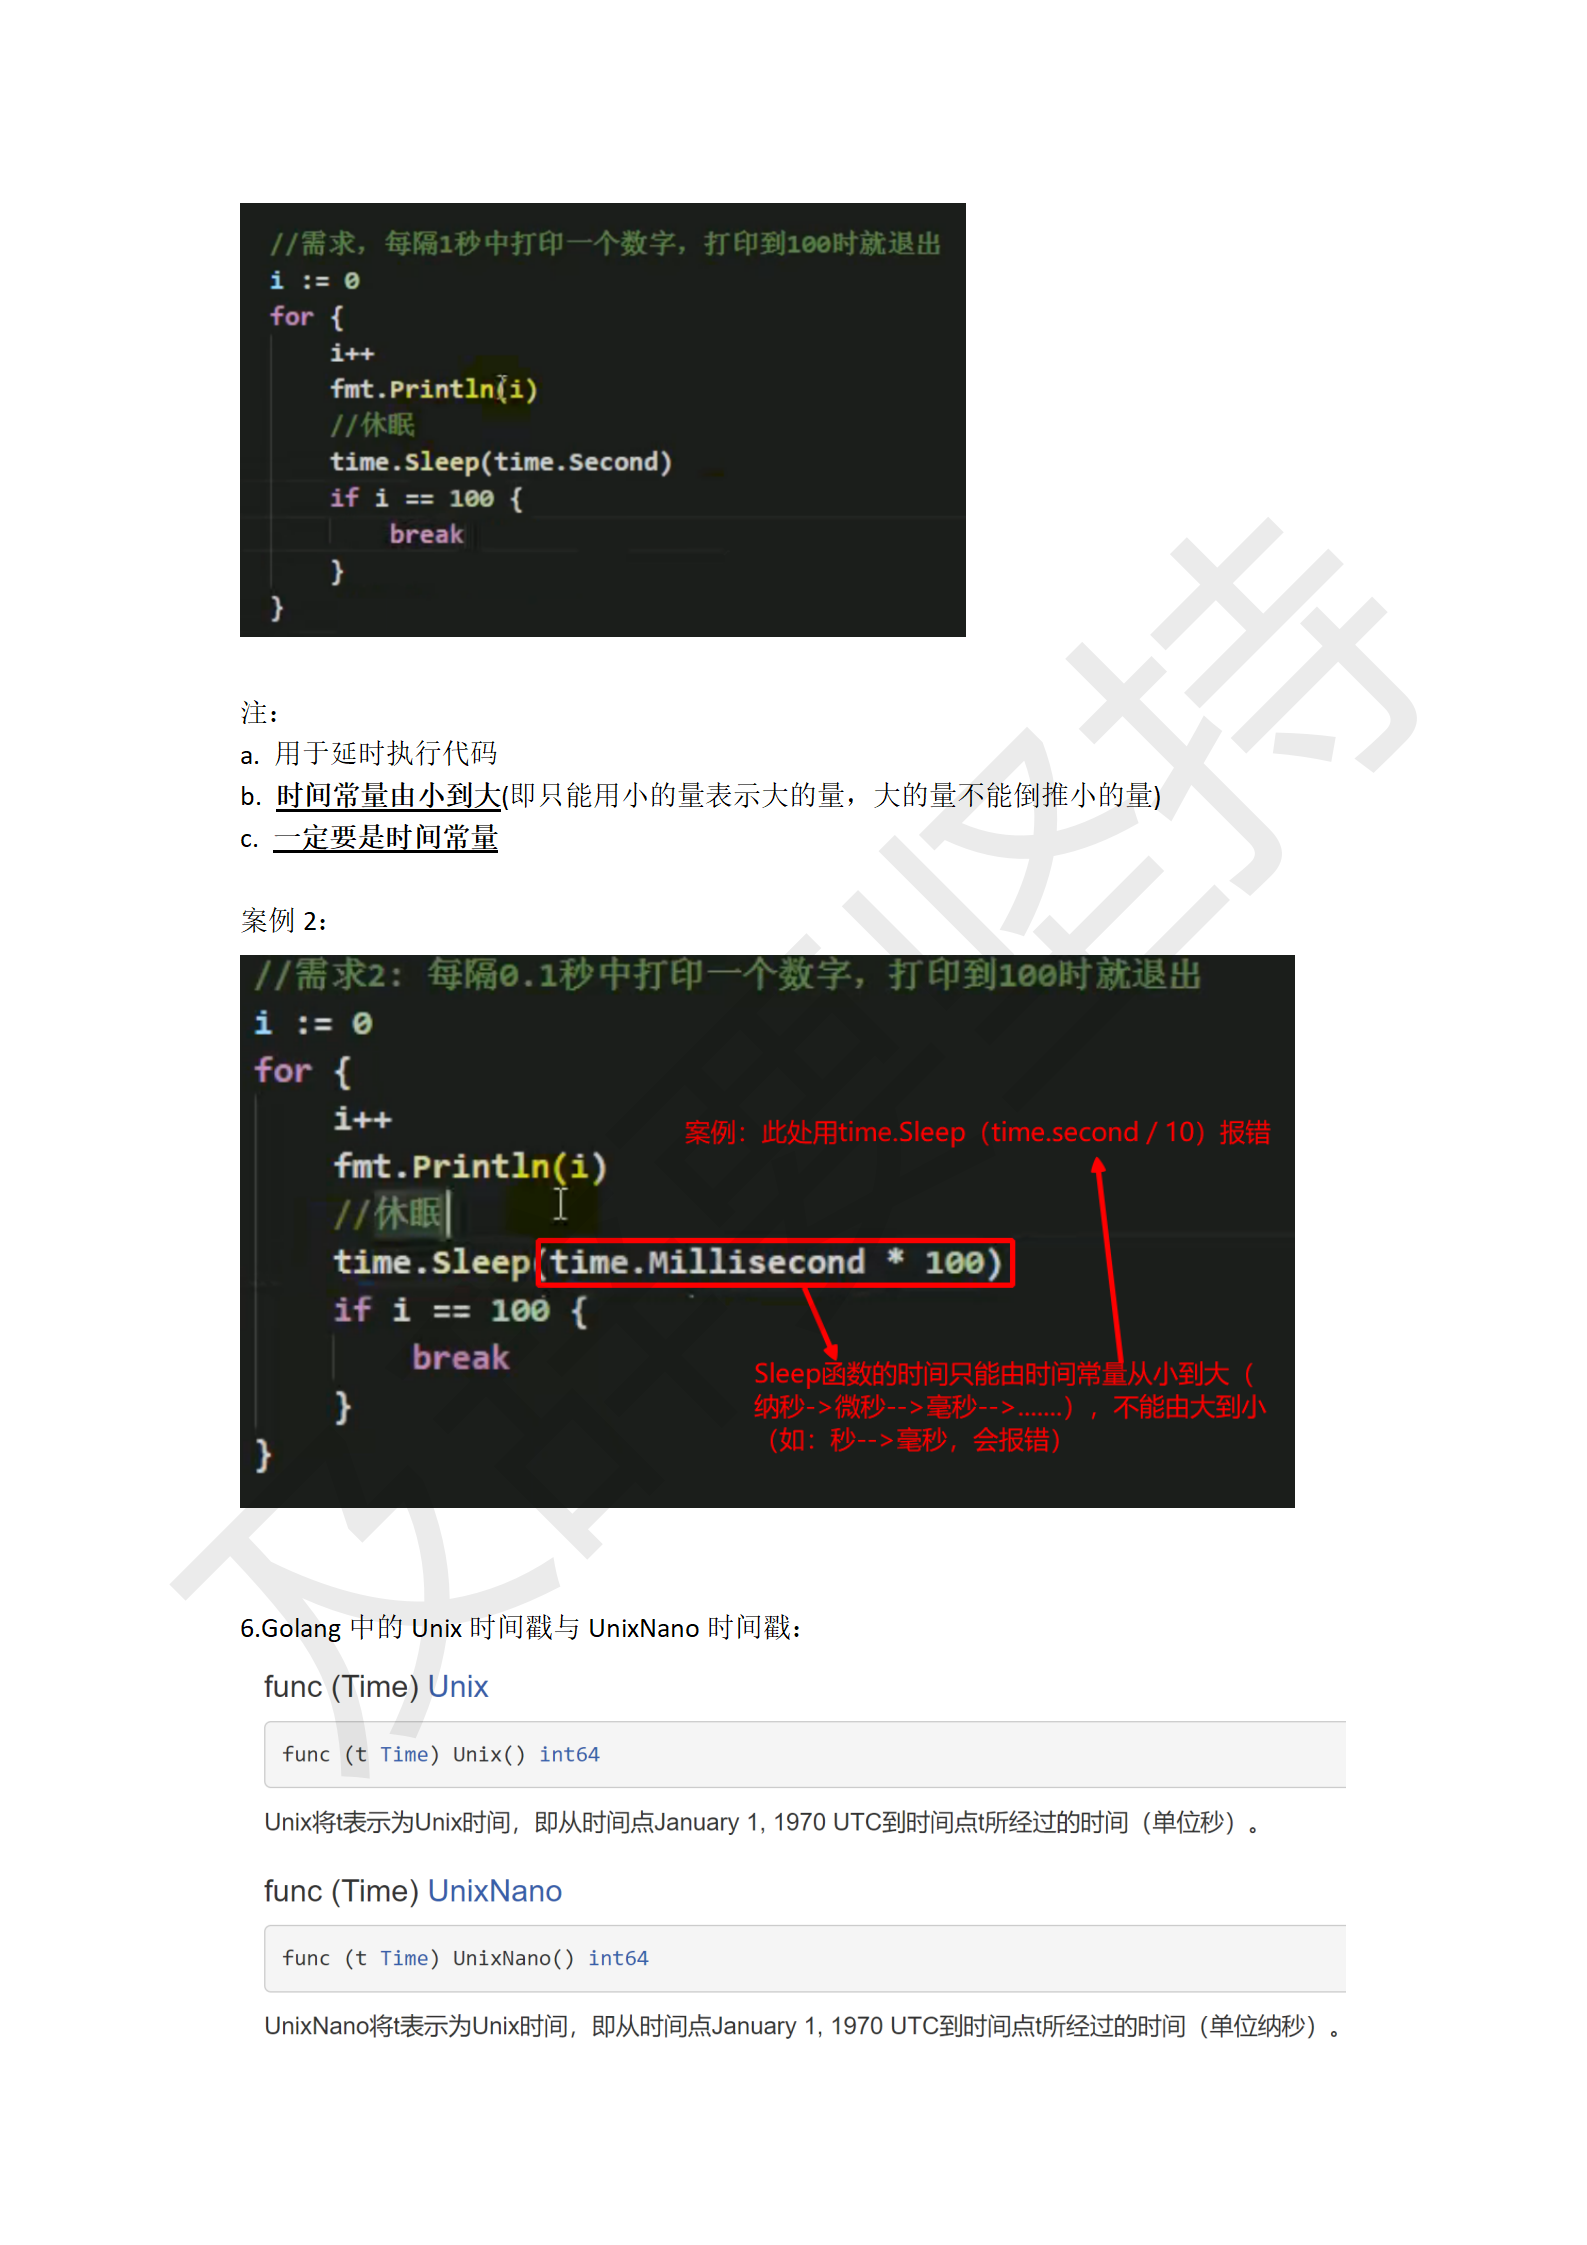 //需求，每隔1秒中打印一个数字，打印到100时就退出
i := 0
for {
i++
fmt.Println(i)
//休眠
time.Sleep(time.Second)
if i == 100 {
break
}
}
注：
a. 用于延时执行代码
b. 时间常量由小到大(即只能用小的量表示大的量，大的量不能倒推小的量)
c. 一定要是时间常量
案例 2：
//需求2: 每隔0.1秒中打印一个数字，打印到100时就退出
i := 0
for {
i++
案例：此处用time.Sleep（time.second / 10）报错
fmt.Println(i)
//休眠
time.Sleep(time.Millisecond * 100)
if i == 100 {
break
Sleep函数的时间只能由时间常量从小到大（
纳秒->微秒-->毫秒-->.......），不能由大到小
（如：秒-->毫秒，会报错）
}
}
6.Golang 中的 Unix 时间戳与 UnixNano 时间戳：
func (Time) Unix
func (t Time) Unix() int64
Unix将t表示为Unix时间，即从时间点January 1, 1970 UTC到时间点t所经过的时间（单位秒）。
func (Time) UnixNano
func (t Time) UnixNano() int64
UnixNano将t表示为Unix时间，即从时间点January 1, 1970 UTC到时间点t所经过的时间（单位纳秒）。
坚持